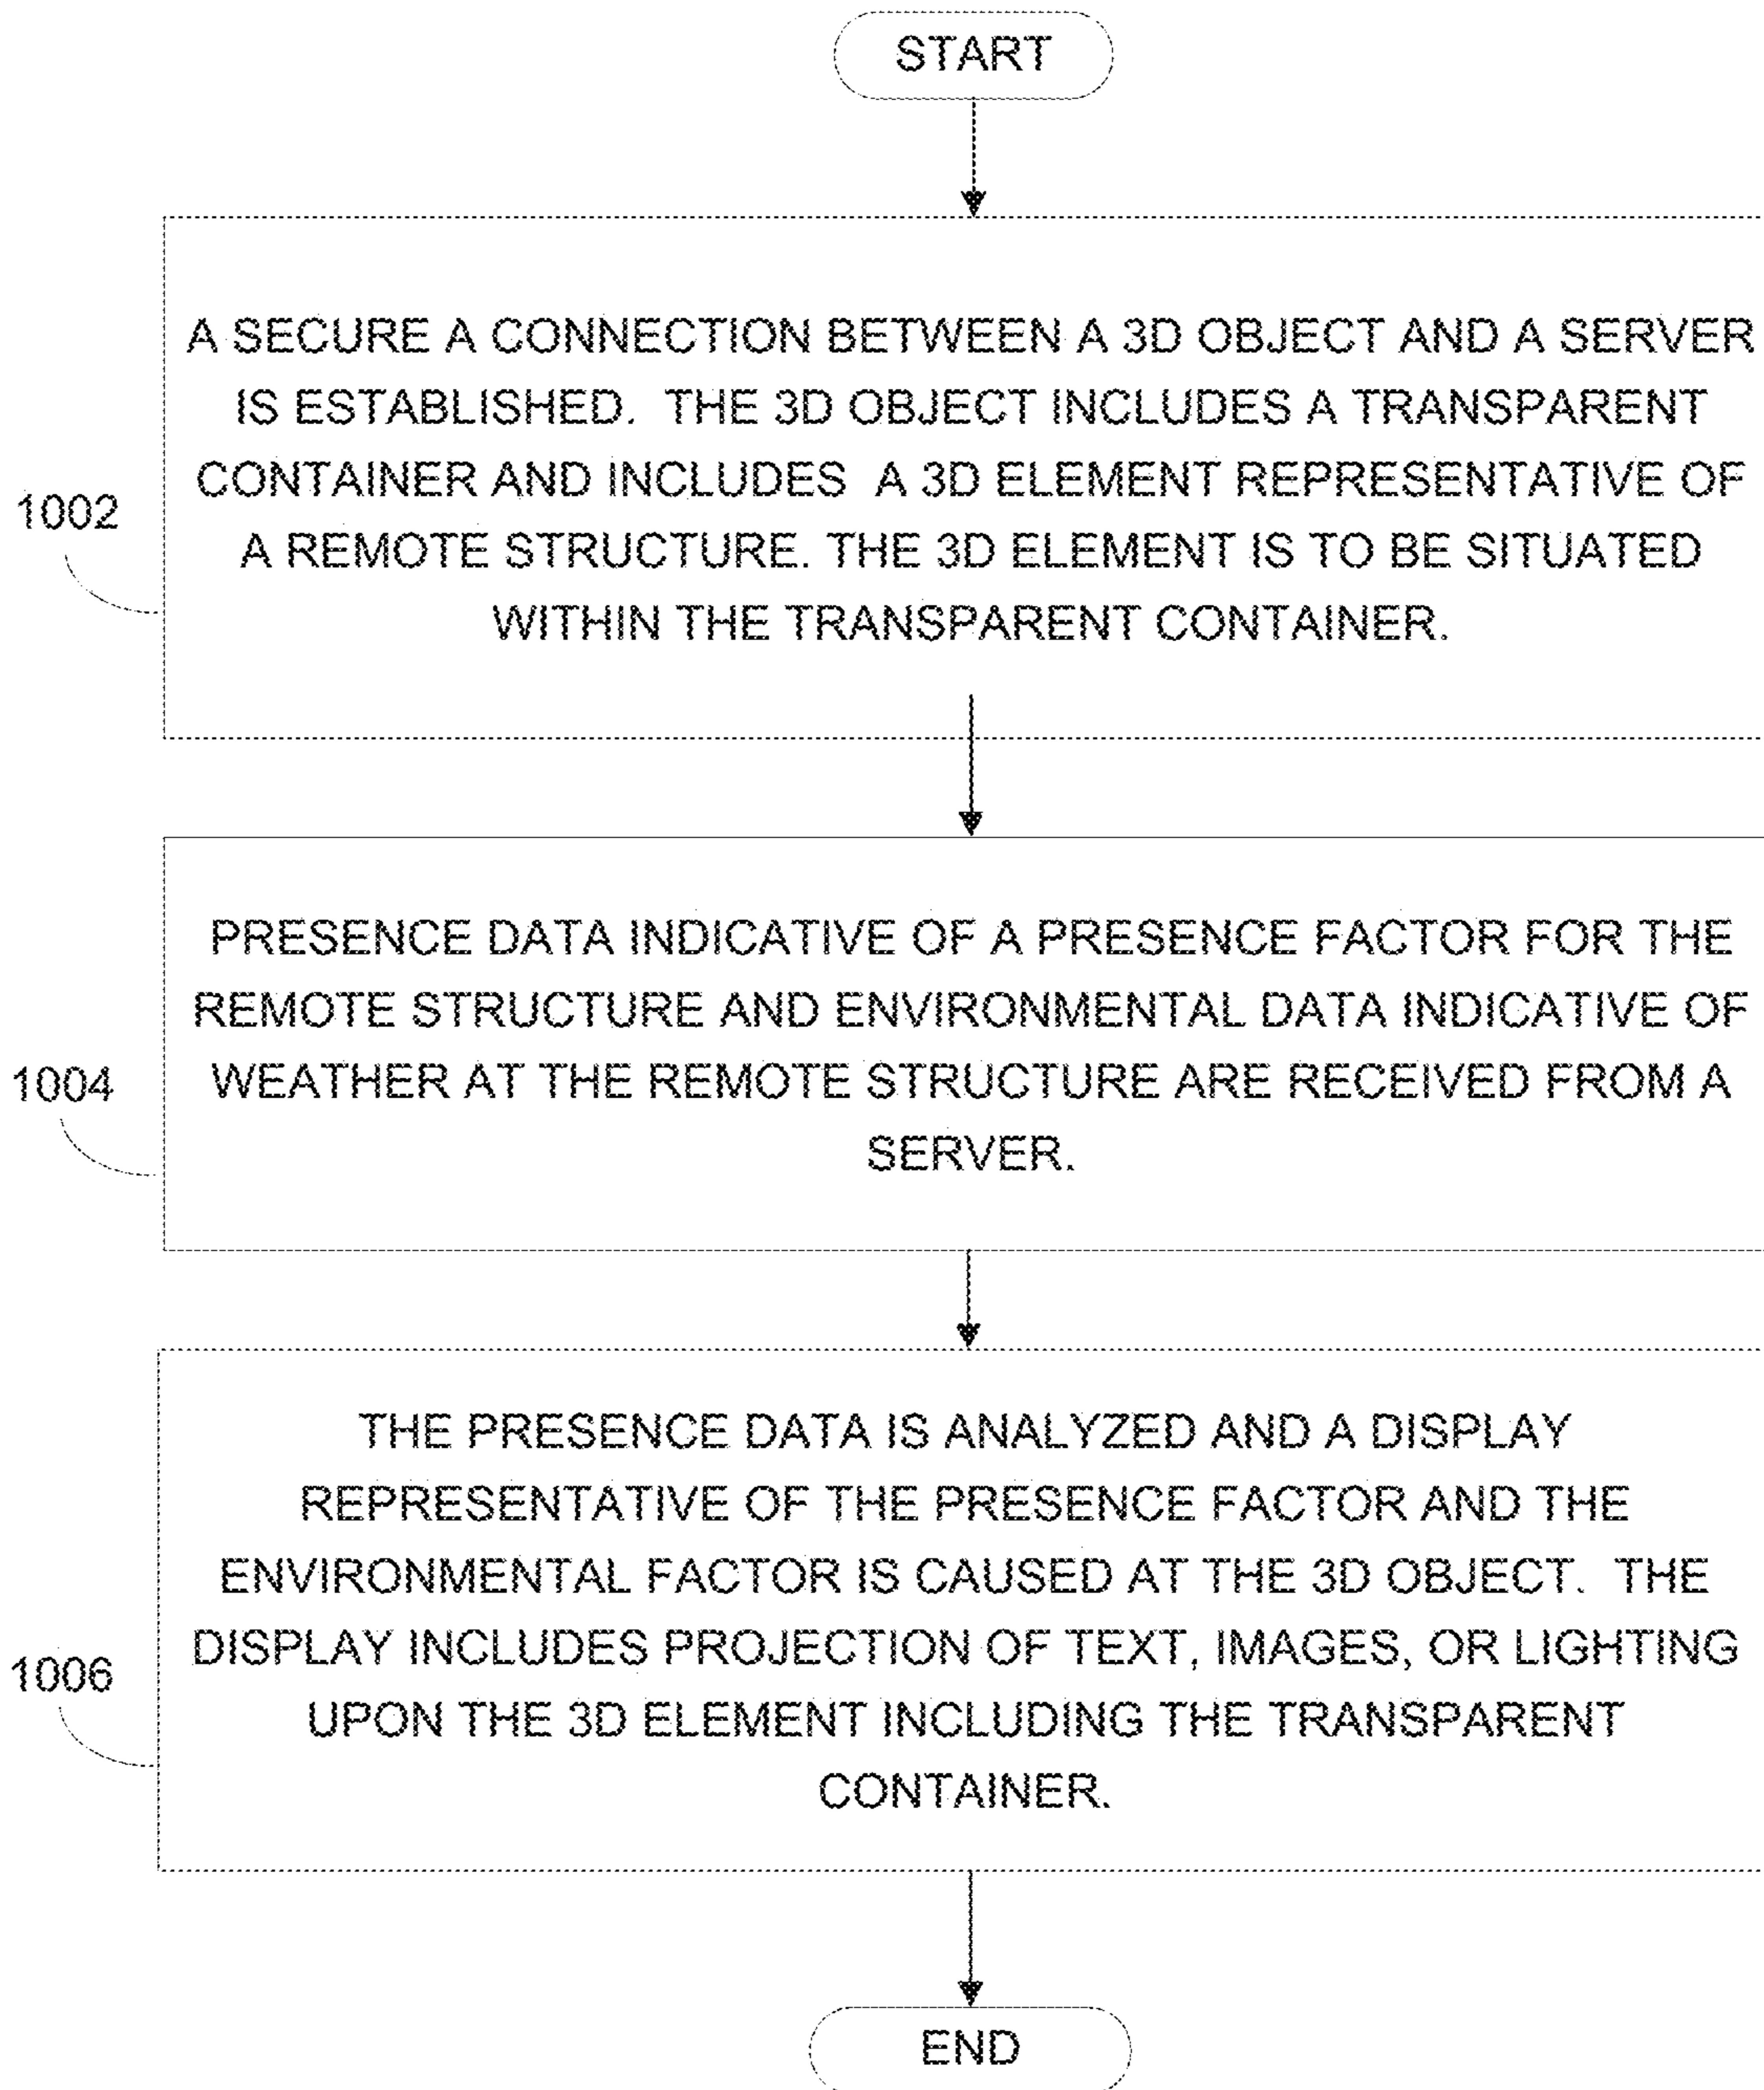 START
A SECURE A CONNECTION BETWEEN A 3D OBJECT AND A SERVER
IS ESTABLISHED. THE 3D OBJECT INCLUDES A TRANSPARENT
CONTAINER AND INCLUDES A 3D ELEMENT REPRESENTATIVE OF
A REMOTE STRUCTURE. THE 3D ELEMENT IS TO BE SITUATED
WITHIN THE TRANSPARENT CONTAINER.
1002
PRESENCE DATA INDICATIVE OF A PRESENCE FACTOR FOR THE
REMOTE STRUCTURE AND ENVIRONMENTAL DATA INDICATIVE OF
WEATHER AT THE REMOTE STRUCTURE ARE RECEIVED FROM A
SERVER.
1004
THE PRESENCE DATA IS ANALYZED AND A DISPLAY
REPRESENTATIVE OF THE PRESENCE FACTOR AND THE
ENVIRONMENTAL FACTOR IS CAUSED AT THE 3D OBJECT. THE
DISPLAY INCLUDES PROJECTION OF TEXT, IMAGES, OR LIGHTING
UPON THE 3D ELEMENT INCLUDING THE TRANSPARENT
CONTAINER.
1006
END